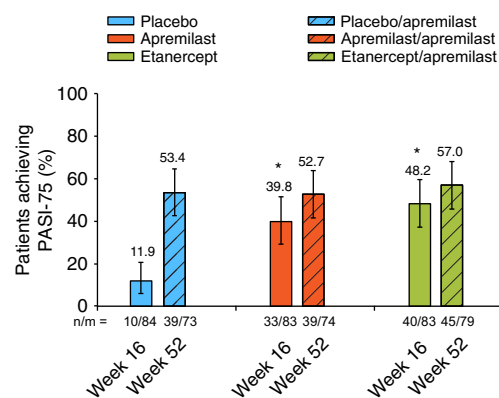 Placebo Placebo/apremilast
Apremilast Apremilast/apremilast
Etanercept Etanercept/apremilast
Patients achieving
PASI-75 (%)
100
80
60
40
20
0
11.9 53.4 * 39.8 52.7 * 48.2 57.0
n/m = 10/84 39/73 33/83 39/74 40/83 45/79
Week 16 Week 52 Week 16 Week 52 Week 16 Week 52